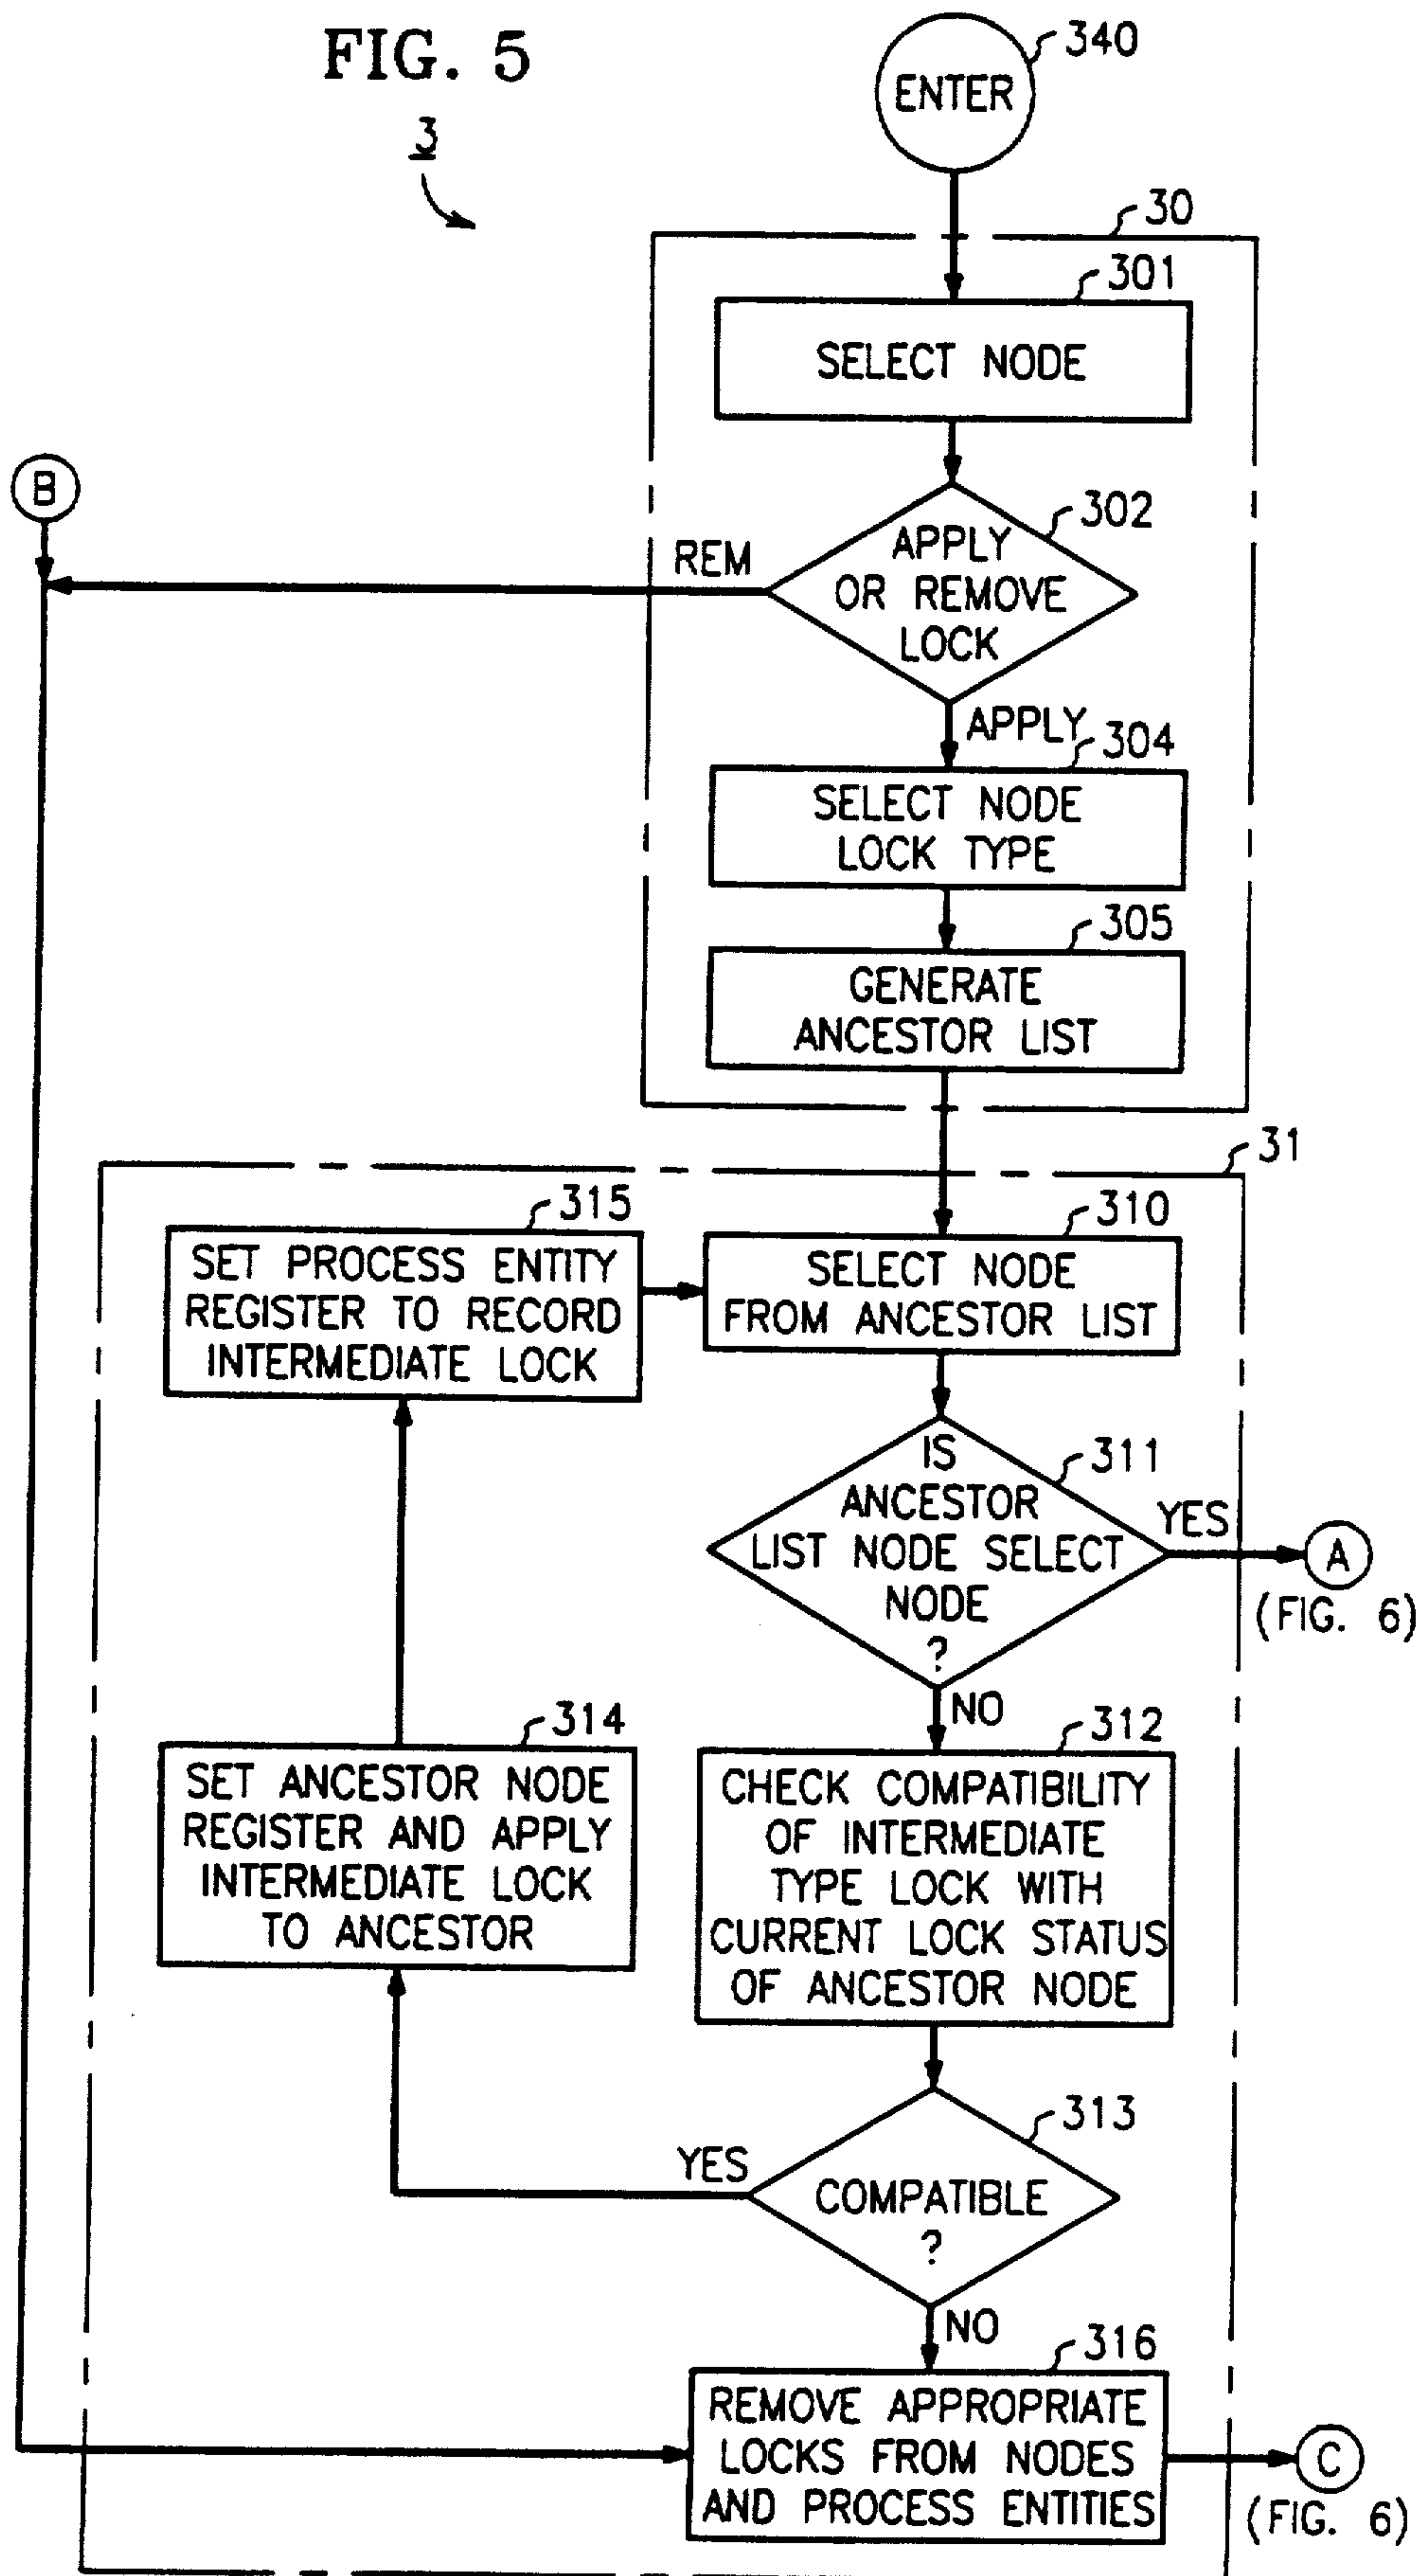 FIG. 5
3
340
ENTER
30
301
SELECT NODE
B
302
APPLY
OR REMOVE
LOCK
REM
APPLY
304
SELECT NODE
LOCK TYPE
305
GENERATE
ANCESTOR LIST
31
315
SET PROCESS ENTITY
REGISTER TO RECORD
INTERMEDIATE LOCK
310
SELECT NODE
FROM ANCESTOR LIST
311
IS
ANCESTOR
LIST NODE SELECT
NODE
?
YES
A
(FIG. 6)
NO
314
SET ANCESTOR NODE
REGISTER AND APPLY
INTERMEDIATE LOCK
TO ANCESTOR
312
CHECK COMPATIBILITY
OF INTERMEDIATE
TYPE LOCK WITH
CURRENT LOCK STATUS
OF ANCESTOR NODE
313
COMPATIBLE
?
YES
NO
316
REMOVE APPROPRIATE
LOCKS FROM NODES
AND PROCESS ENTITIES
C
(FIG. 6)